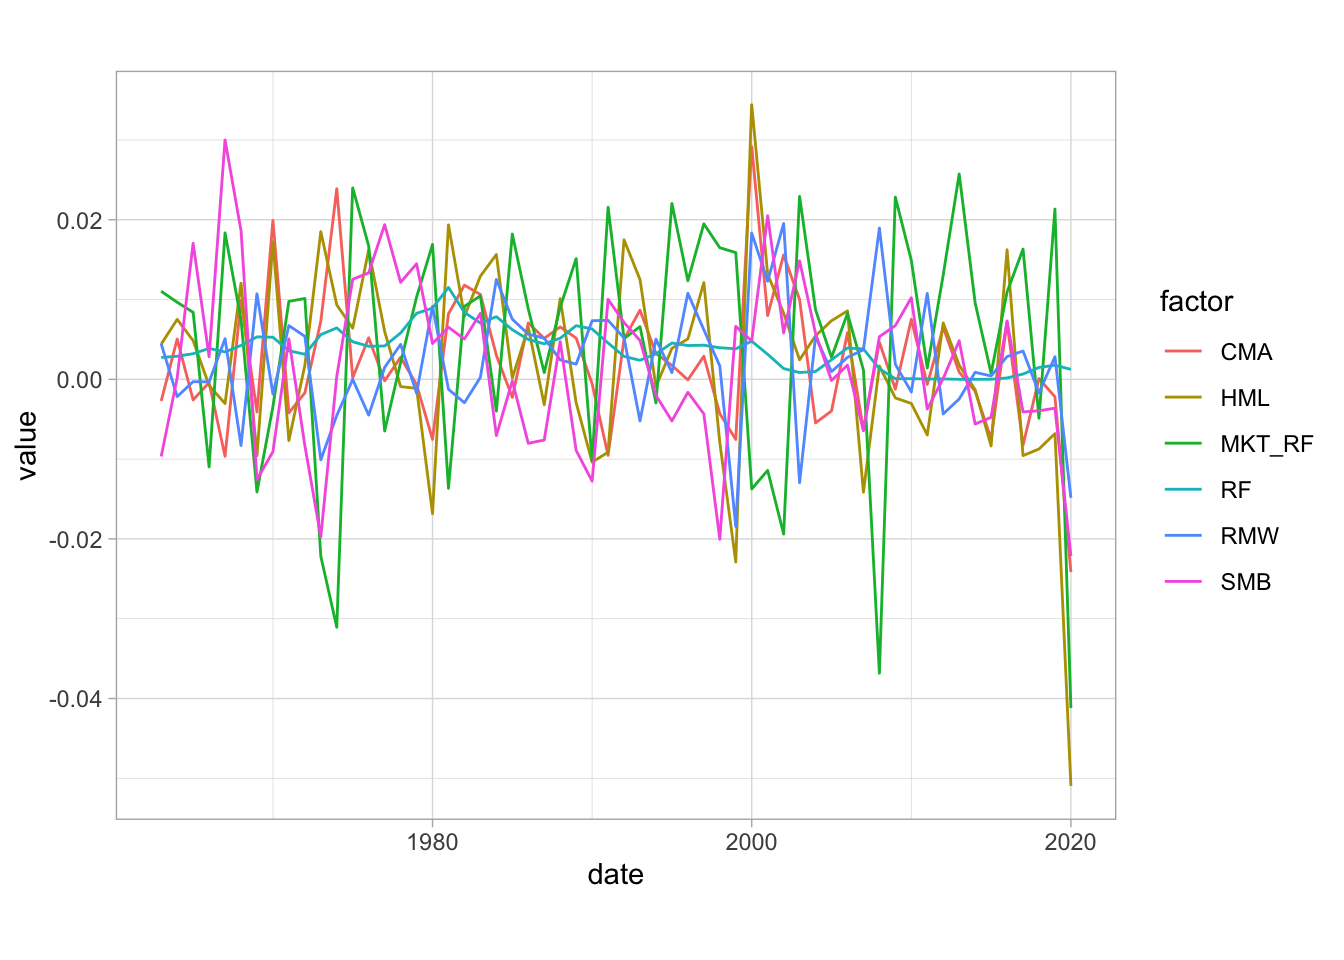 0.02
0.00
-0.02
-0.04
value
1980
2000
2020
date
factor
CMA
HML
MKT_RF
RF
RMW
SMB